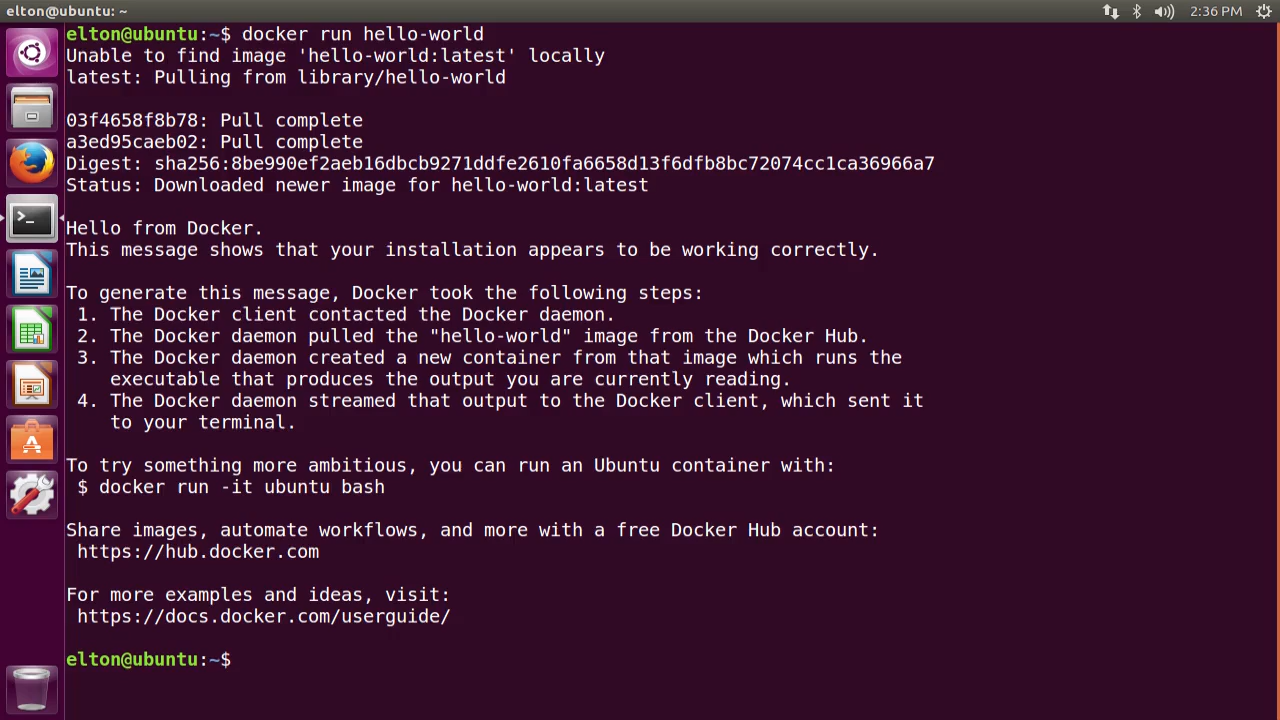 elton@ubuntu: ~
2:36 PM
elton@ubuntu:~$ docker run hello-world
Unable to find image 'hello-world:latest' locally
latest: Pulling from library/hello-world
03f4658f8b78: Pull complete
a3ed95caeb02: Pull complete
Digest: sha256:8be990ef2aeb16dbcb9271ddfe2610fa6658d13f6dfb8bc72074cc1ca36966a7
Status: Downloaded newer image for hello-world:latest
Hello from Docker.
This message shows that your installation appears to be working correctly.
To generate this message, Docker took the following steps:
1. The Docker client contacted the Docker daemon.
2. The Docker daemon pulled the "hello-world" image from the Docker Hub.
3. The Docker daemon created a new container from that image which runs the
executable that produces the output you are currently reading.
4. The Docker daemon streamed that output to the Docker client, which sent it
to your terminal.
To try something more ambitious, you can run an Ubuntu container with:
$ docker run -it ubuntu bash
Share images, automate workflows, and more with a free Docker Hub account:
https://hub.docker.com
For more examples and ideas, visit:
https://docs.docker.com/userguide/
elton@ubuntu:~$